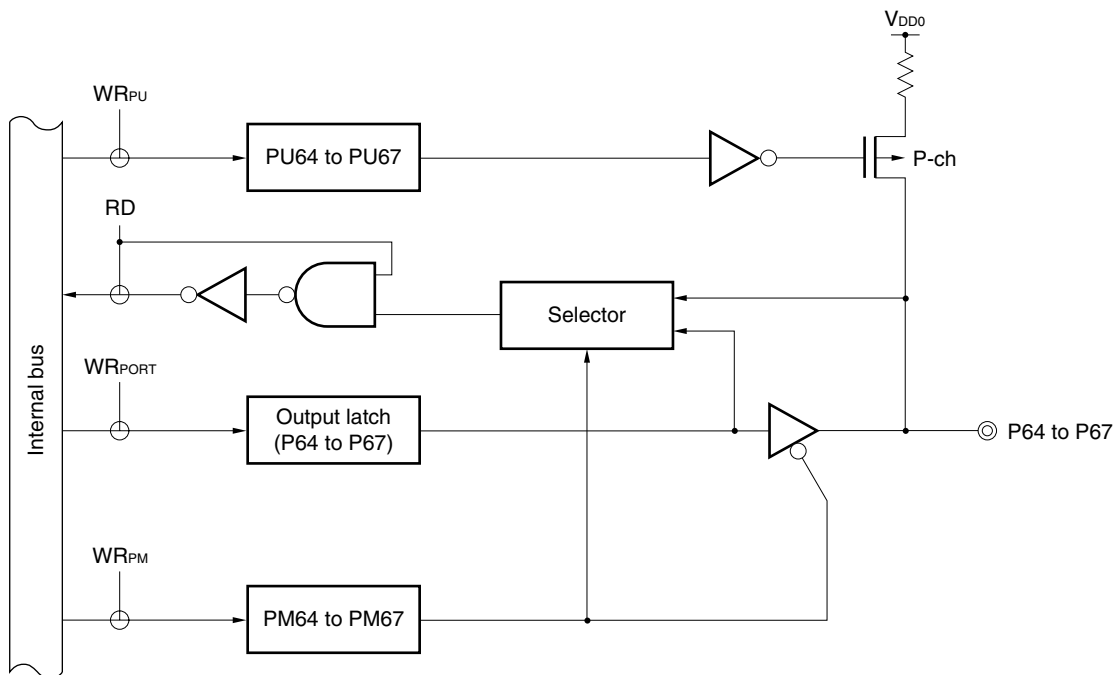 VDD0
WRPU
PU64 to PU67
P-ch
RD
Selector
WRPORT
Internal bus
Output latch
(P64 to P67)
P64 to P67
WRPM
PM64 to PM67